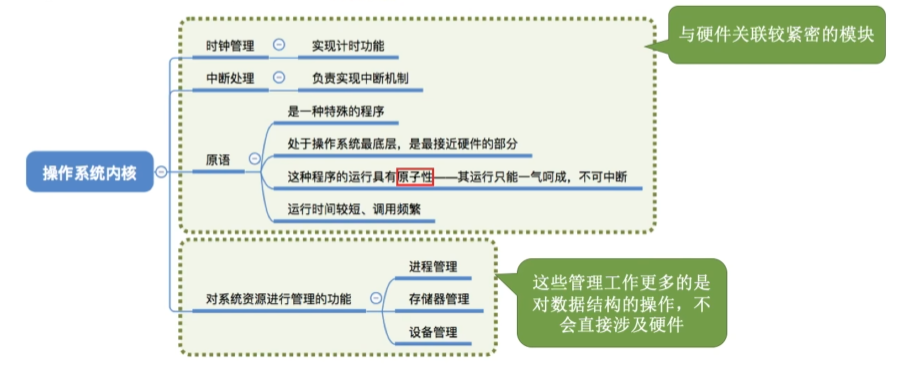 与硬件关联较紧密的模块
时钟管理
实现计时功能
中断处理
负责实现中断机制
是一种特殊的程序
处于操作系统最底层，是最接近硬件的部分
原语
这种程序的运行具有原子性——其运行只能一气呵成，不可中断
运行时间较短、调用频繁
操作系统内核
对系统资源进行管理的功能
进程管理
存储器管理
设备管理
这些管理工作更多的是
对数据结构的操作，不
会直接涉及硬件